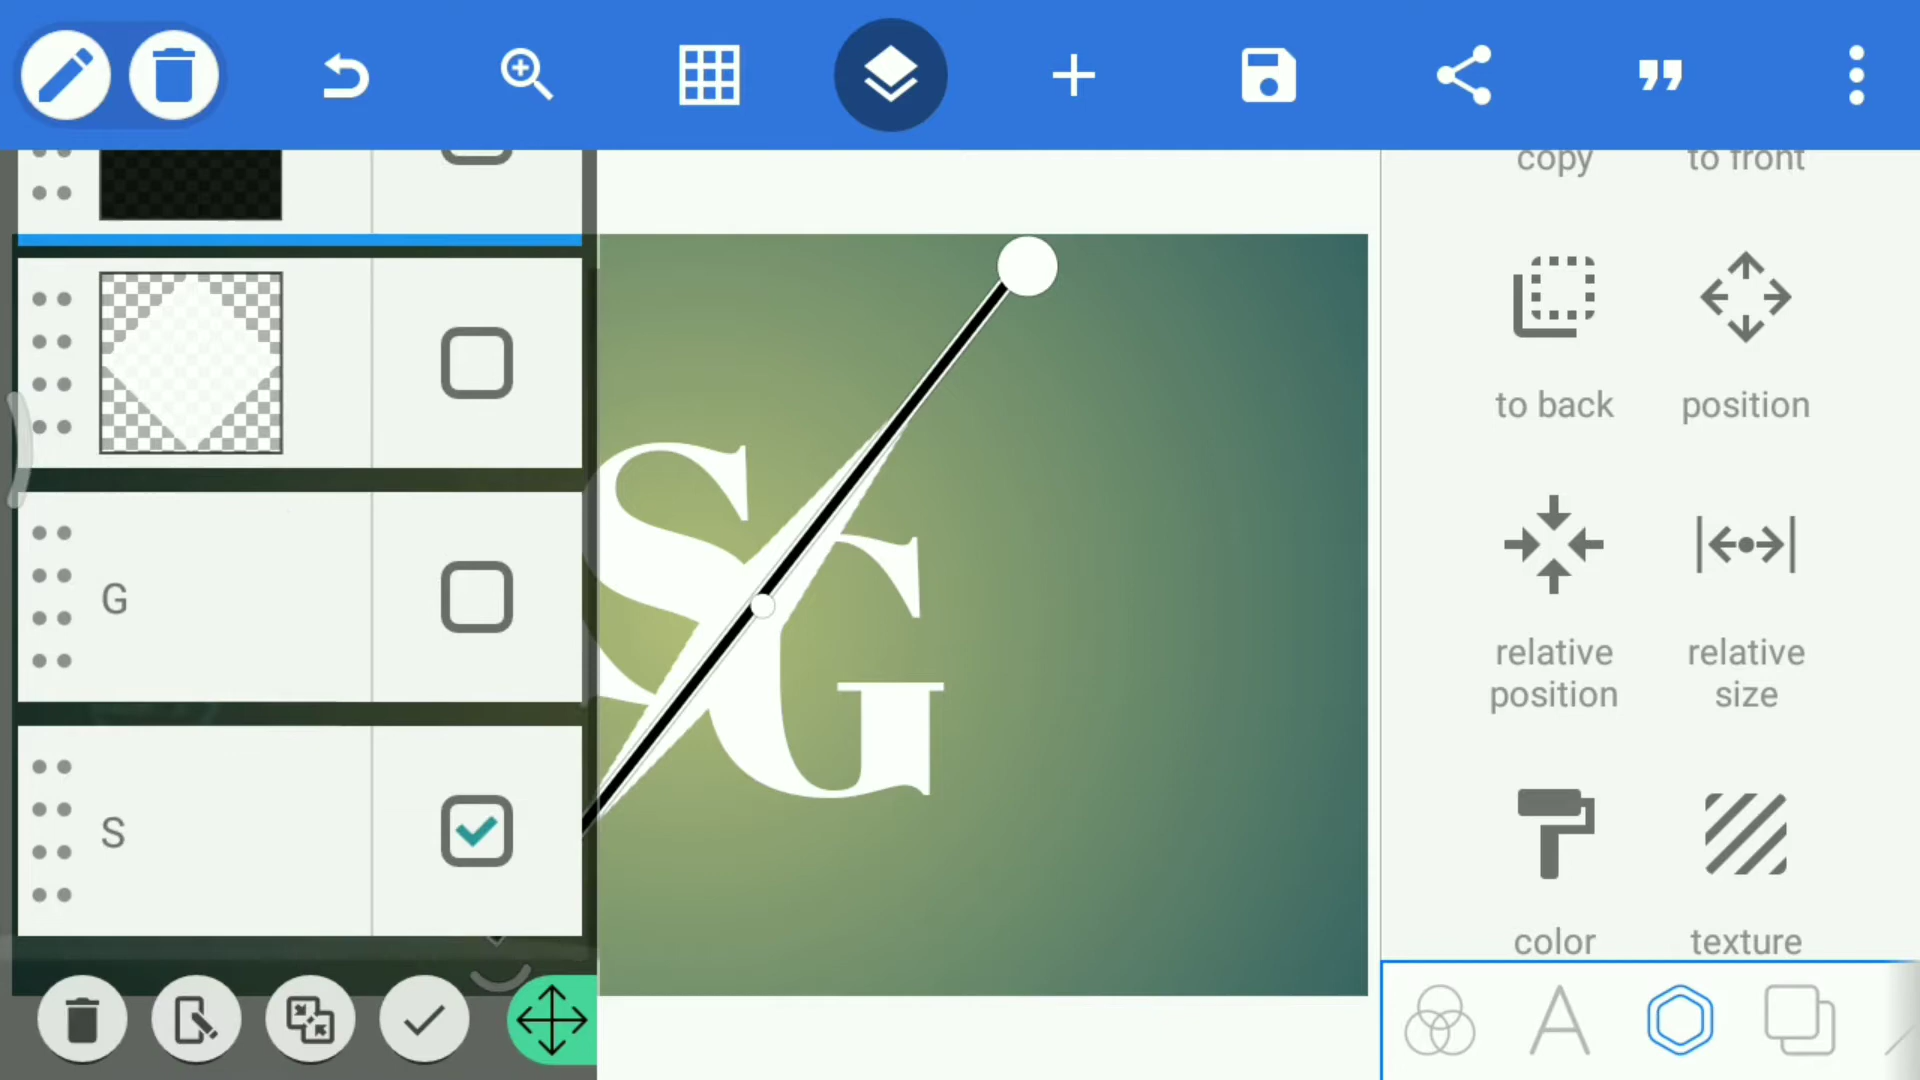 copy to front
to back position
relative position relative size
color texture
G
S
SG